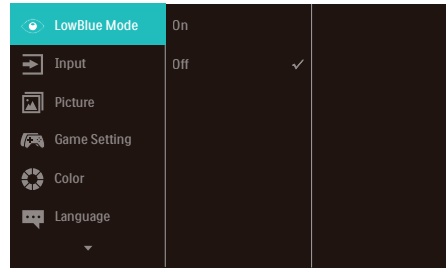 LowBlue Mode
On
Input
Off
Picture
Game Setting
Color
Language